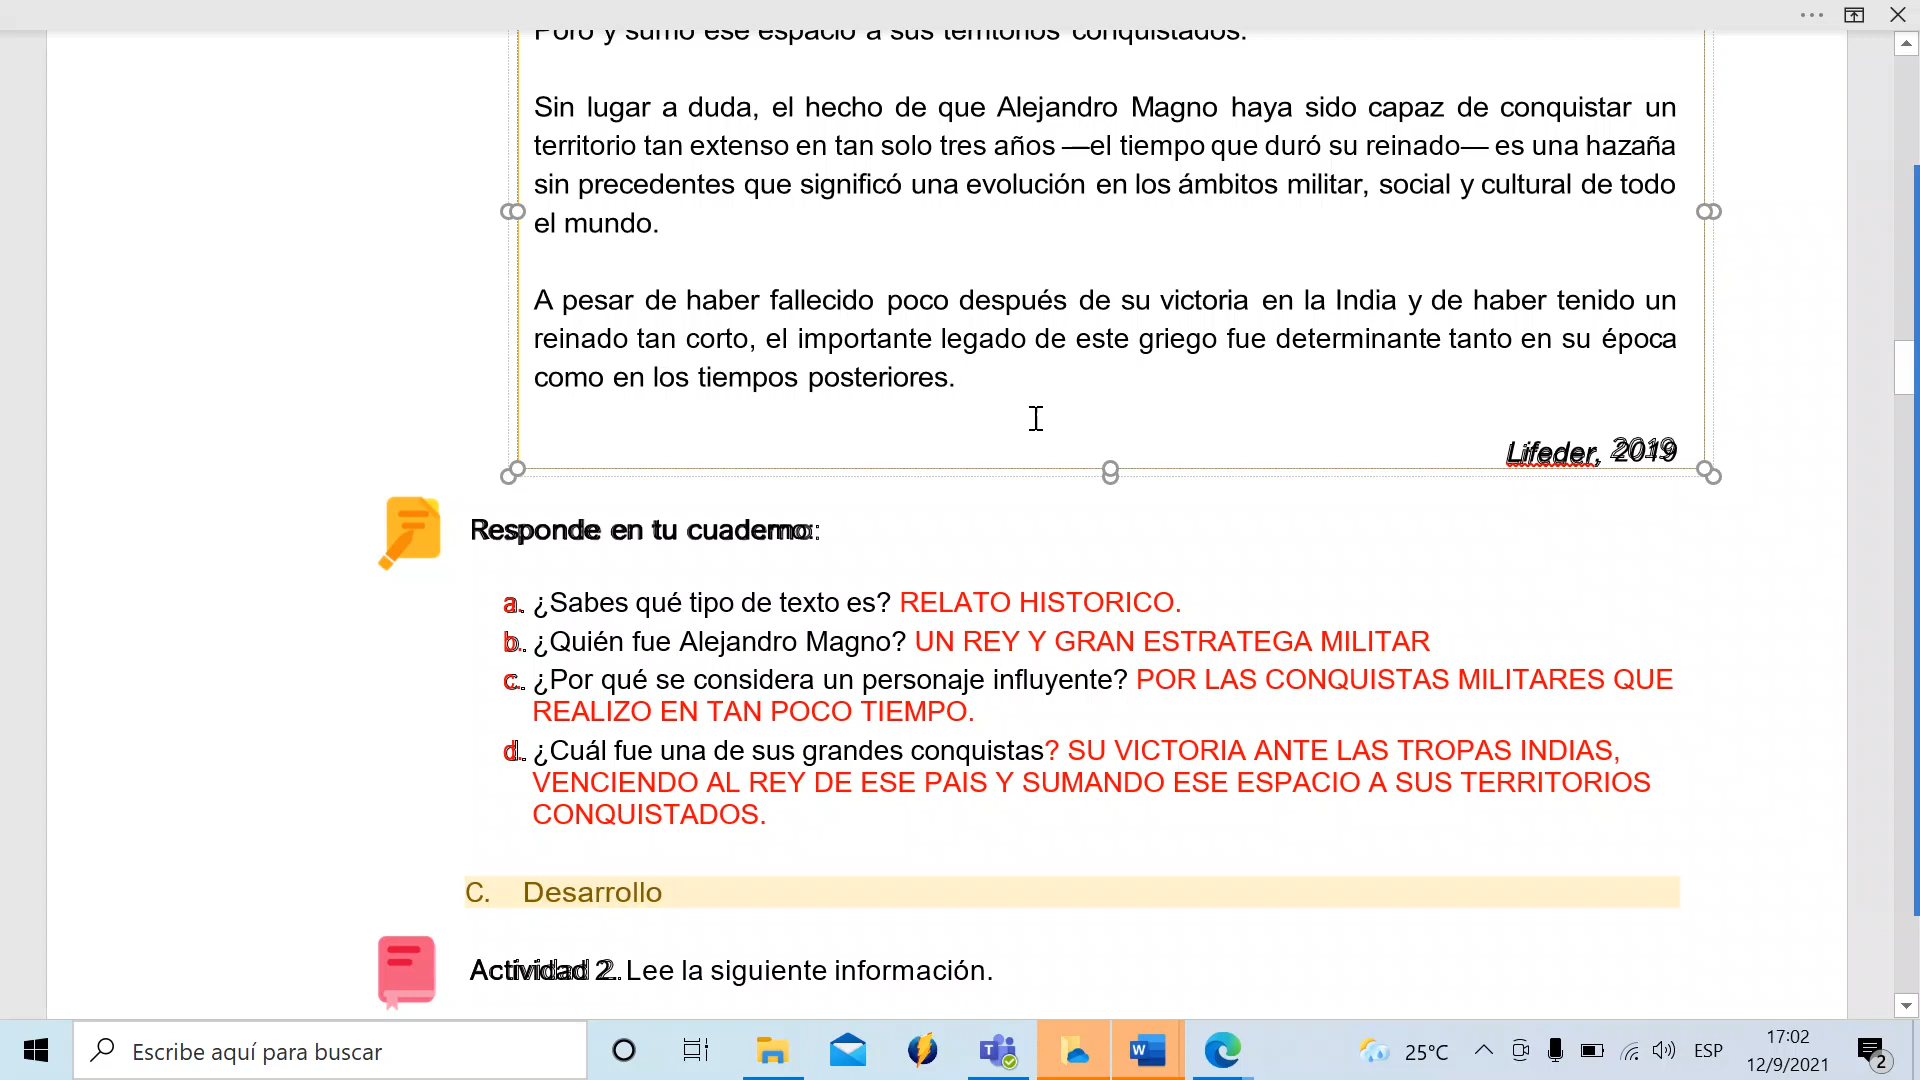 Poro y sumó ese espacio a sus territorios conquistados.
Sin lugar a duda, el hecho de que Alejandro Magno haya sido capaz de conquistar un
territorio tan extenso en tan solo tres años —el tiempo que duró su reinado— es una hazaña
sin precedentes que significó una evolución en los ámbitos militar, social y cultural de todo
el mundo.
A pesar de haber fallecido poco después de su victoria en la India y de haber tenido un
reinado tan corto, el importante legado de este griego fue determinante tanto en su época
como en los tiempos posteriores.
Lifeder, 2019
Responde en tu cuaderno:
a. ¿Sabes qué tipo de texto es? RELATO HISTORICO.
b. ¿Quién fue Alejandro Magno? UN REY Y GRAN ESTRATEGA MILITAR
c. ¿Por qué se considera un personaje influyente? POR LAS CONQUISTAS MILITARES QUE
REALIZO EN TAN POCO TIEMPO.
d. ¿Cuál fue una de sus grandes conquistas? SU VICTORIA ANTE LAS TROPAS INDIAS,
VENCIENDO AL REY DE ESE PAIS Y SUMANDO ESE ESPACIO A SUS TERRITORIOS
CONQUISTADOS.
C. Desarrollo
Actividad 2. Lee la siguiente información.
Escribe aquí para buscar
25°C
ESP
17:02
12/9/2021
2